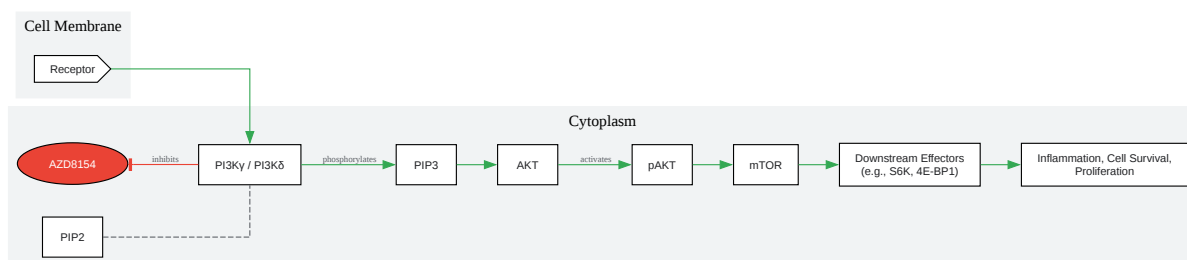 Cell Membrane
Receptor
Cytoplasm
AZD8154
inhibits
PI3Kγ / PI3Kδ
phosphorylates
PIP3
AKT
activates
pAKT
mTOR
Downstream Effectors
(e.g., S6K, 4E-BP1)
Inflammation, Cell Survival,
Proliferation
PIP2